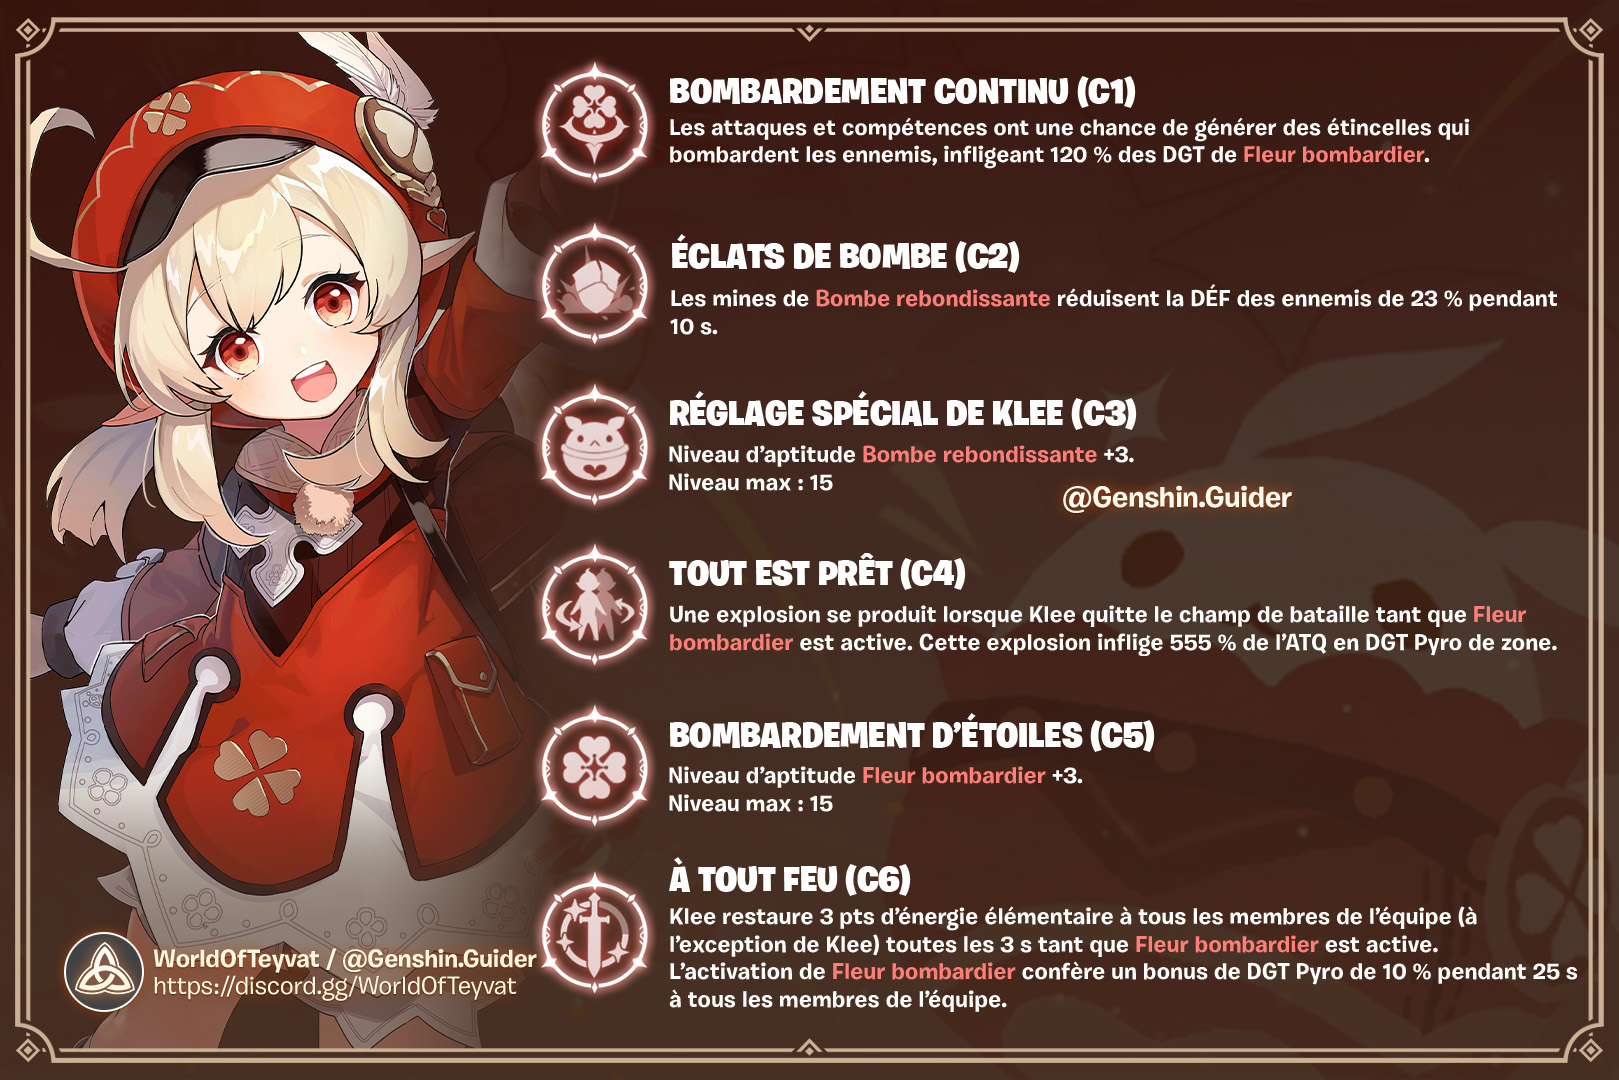 BOMBARDEMENT CONTINU (C1)
Les attaques et compétences ont une chance de générer des étincelles qui
bombardent les ennemis, infligeant 120 % des DGT de Fleur bombardier.
ÉCLATS DE BOMBE (C2)
Les mines de Bombe rebondissante réduisent la DÉF des ennemis de 23 % pendant
10 s.
RÉGLAGE SPÉCIAL DE KLEE (C3)
Niveau d’aptitude Bombe rebondissante +3.
Niveau max : 15
@Genshin.Guider
TOUT EST PRÊT (C4)
Une explosion se produit lorsque Klee quitte le champ de bataille tant que Fleur
bombardier est active. Cette explosion inflige 555 % de l’ATQ en DGT Pyro de zone.
BOMBARDEMENT D’ÉTOILES (C5)
Niveau d’aptitude Fleur bombardier +3.
Niveau max : 15
À TOUT FEU (C6)
Klee restaure 3 pts d’énergie élémentaire à tous les membres de l’équipe (à
l’exception de Klee) toutes les 3 s tant que Fleur bombardier est active.
L’activation de Fleur bombardier confère un bonus de DGT Pyro de 10 % pendant 25 s
à tous les membres de l’équipe.
WorldOfTeyvat / @Genshin.Guider
https://discord.gg/WorldOfTeyvat